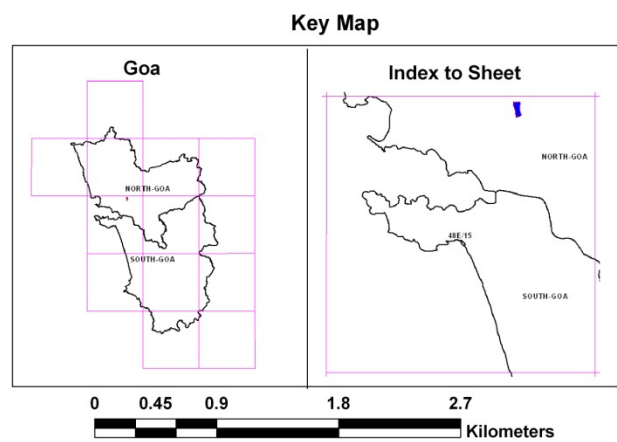 Key Map
Goa
NORTH-GOA
SOUTH-GOA
Index to Sheet
NORTH-GOA
48E/15
SOUTH-GOA
0 0.45 0.9 1.8 2.7
Kilometers